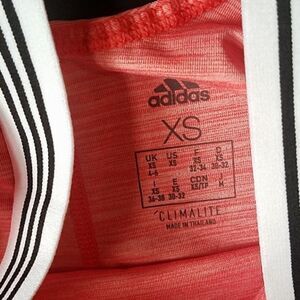 adidas
XS
UK US F D
XS XS XS XS
4-6 32-34 30-32
I E CDN J
XS XS XS/TP M
36-38 30-32
CLIMALITE
MADE IN THAILAND